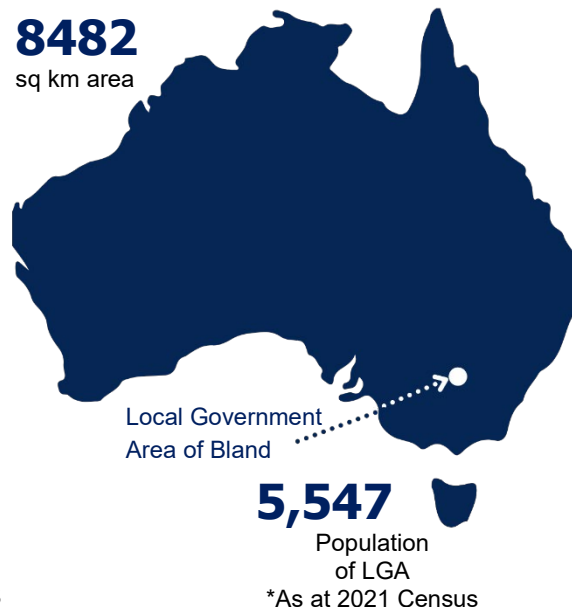 8482
sq km area
Local Government
Area of Bland
5,547
Population
of LGA
*As at 2021 Census